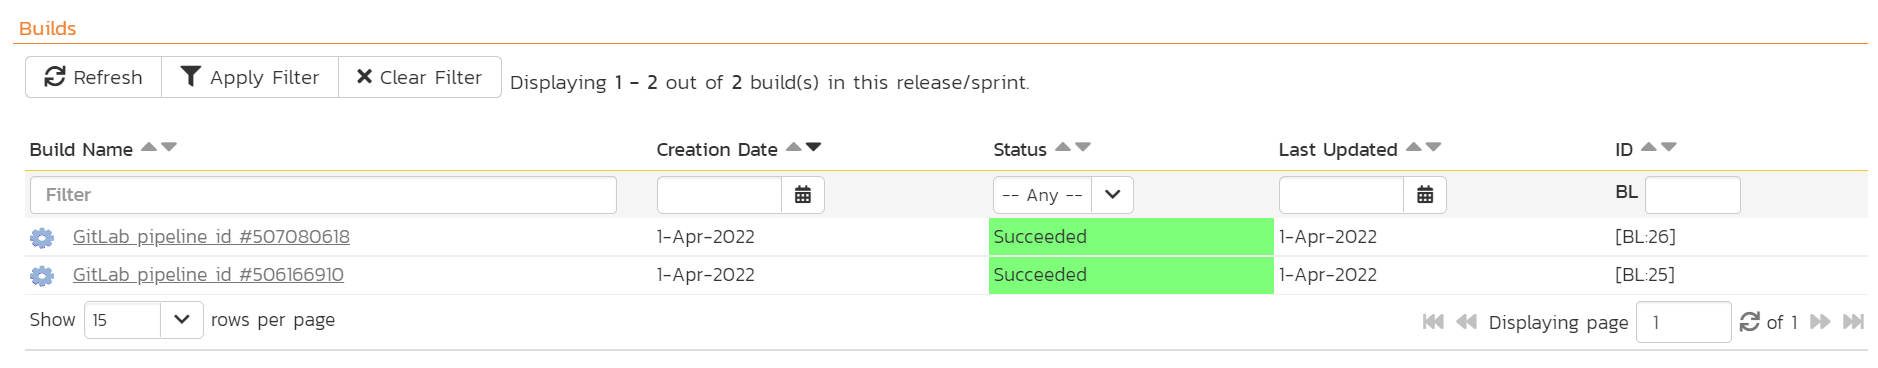 Builds
Refresh Apply Filter Clear Filter Displaying 1 - 2 out of 2 build(s) in this release/sprint.
Build Name Creation Date Status Last Updated ID
Filter -- Any -- BL
GitLab pipeline id #507080618 1-Apr-2022 Succeeded 1-Apr-2022 [BL:26]
GitLab pipeline id #506166910 1-Apr-2022 Succeeded 1-Apr-2022 [BL:25]
Show 15 rows per page Displaying page 1 of 1